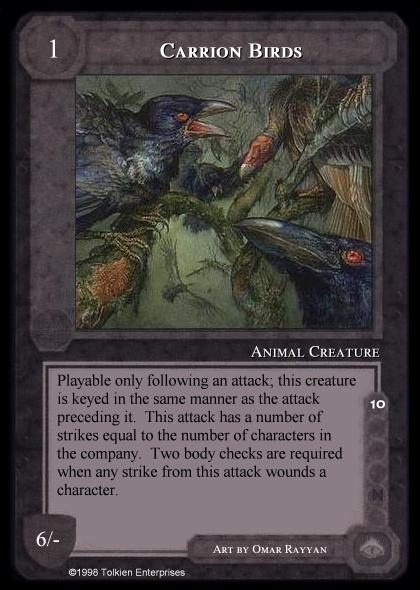 1
CARRION BIRDS
ANIMAL CREATURE
Playable only following an attack; this creature
is keyed in the same manner as the attack
preceding it.  This attack has a number of
strikes equal to the number of characters in
the company.  Two body checks are required
when any strike from this attack wounds a
character.
10
N
6/-
ART BY OMAR RAYYAN
©1998 Tolkien Enterprises